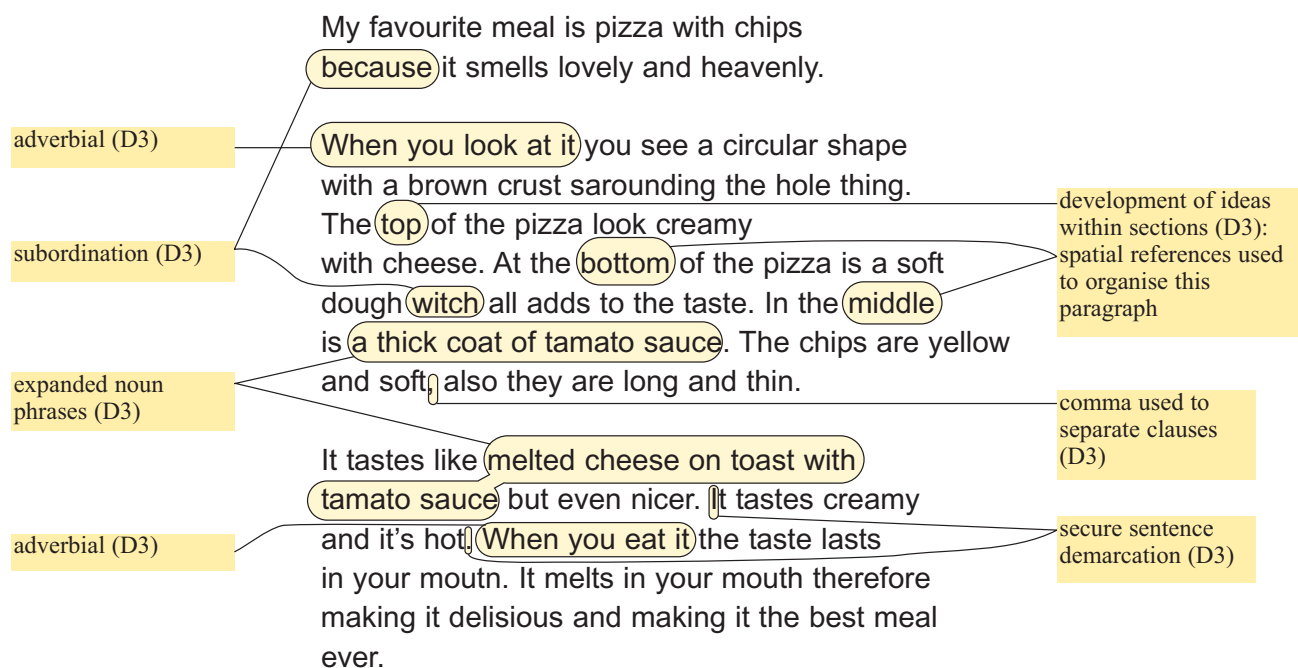 My favourite meal is pizza with chips
because it smells lovely and heavenly.
adverbial (D3)
When you look at it you see a circular shape
with a brown crust sarounding the hole thing.
The top of the pizza look creamy
with cheese. At the bottom of the pizza is a soft
dough witch all adds to the taste. In the middle
is a thick coat of tamato sauce. The chips are yellow
and soft, also they are long and thin.
subordination (D3)
development of ideas
within sections (D3):
spatial references used
to organise this
paragraph
expanded noun
phrases (D3)
comma used to
separate clauses
(D3)
It tastes like melted cheese on toast with
tamato sauce but even nicer. It tastes creamy
and it's hot. When you eat it the taste lasts
in your moutn. It melts in your mouth therefore
making it delisious and making it the best meal
ever.
adverbial (D3)
secure sentence
demarcation (D3)